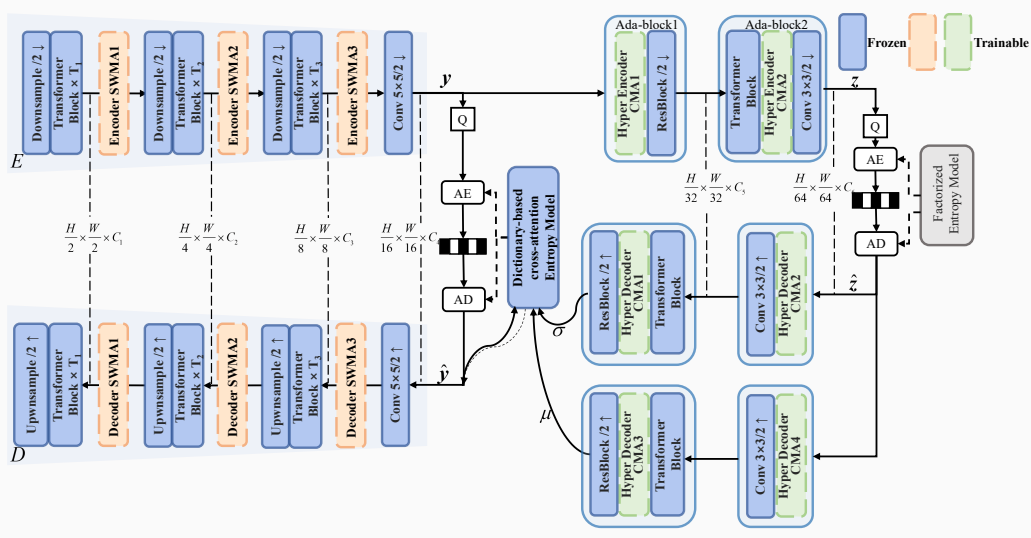 Downsample /2 ↓
Transformer
Block × T₁
Encoder SWMA1
Downsample /2 ↓
Transformer
Block × T₂
Encoder SWMA2
Downsample /2 ↓
Transformer
Block × T₃
Encoder SWMA3
Conv 5×5/2 ↓
E
y
Q
AE
AD
ŷ
Ada-block1
Hyper Encoder
CMA1
ResBlock /2 ↓
Ada-block2
Transformer
Block
Hyper Encoder
CMA2
Conv 3×3/2 ↓
z
Q
AE
AD
ẑ
Frozen
Trainable
Factorized
Entropy Model
H/2 × W/2 × C₁
H/4 × W/4 × C₂
H/8 × W/8 × C₃
H/16 × W/16 × C
H/32 × W/32 × C₅
H/64 × W/64 × C
Dictionary-based
cross-attention
Entropy Model
σ
μ
ResBlock /2 ↑
Hyper Decoder
CMA1
Transformer
Block
Conv 3×3/2 ↑
Hyper Decoder
CMA2
ResBlock /2 ↑
Hyper Decoder
CMA3
Transformer
Block
Conv 3×3/2 ↑
Hyper Decoder
CMA4
Upwnsample /2 ↑
Transformer
Block × T₁
Decoder SWMA1
Upwnsample /2 ↑
Transformer
Block × T₂
Decoder SWMA2
Upwnsample /2 ↑
Transformer
Block × T₃
Decoder SWMA3
Conv 5×5/2 ↑
D